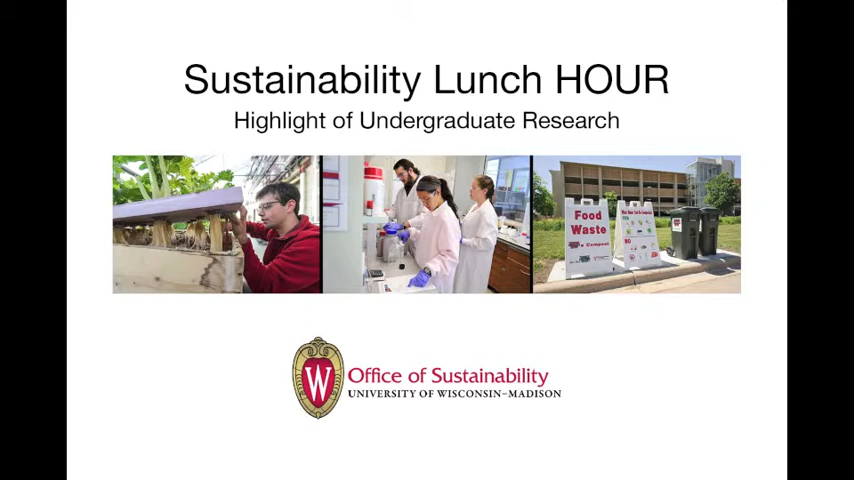 Sustainability Lunch HOUR
Highlight of Undergraduate Research
Food
Waste
W
Office of Sustainability
UNIVERSITY OF WISCONSIN–MADISON